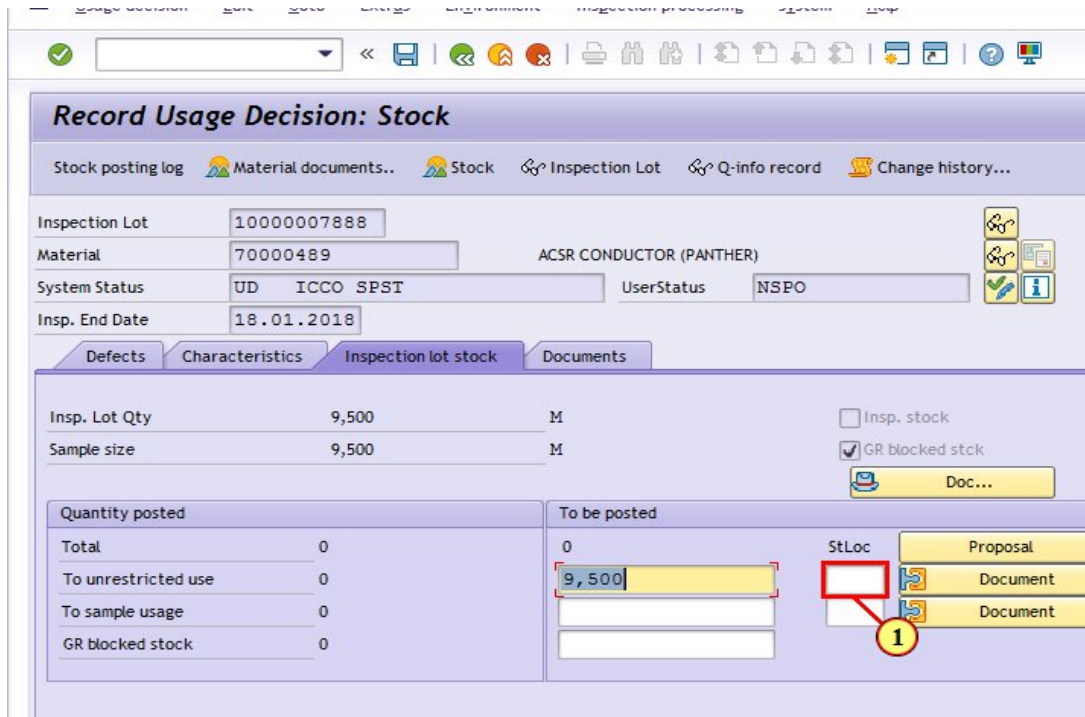 Record Usage Decision: Stock
Stock posting log Material documents.. Stock Inspection Lot Q-info record Change history...
Inspection Lot 10000007888
Material 70000489 ACSR CONDUCTOR (PANTHER)
System Status UD ICCO SPST UserStatus NSPO
Insp. End Date 18.01.2018
Defects Characteristics Inspection lot stock Documents
Insp. Lot Qty 9,500 M Insp. stock
Sample size 9,500 M GR blocked stck
Doc...
Quantity posted To be posted
Total 0 0 StLoc Proposal
To unrestricted use 0 9,500 Document
To sample usage 0 Document
GR blocked stock 0
1